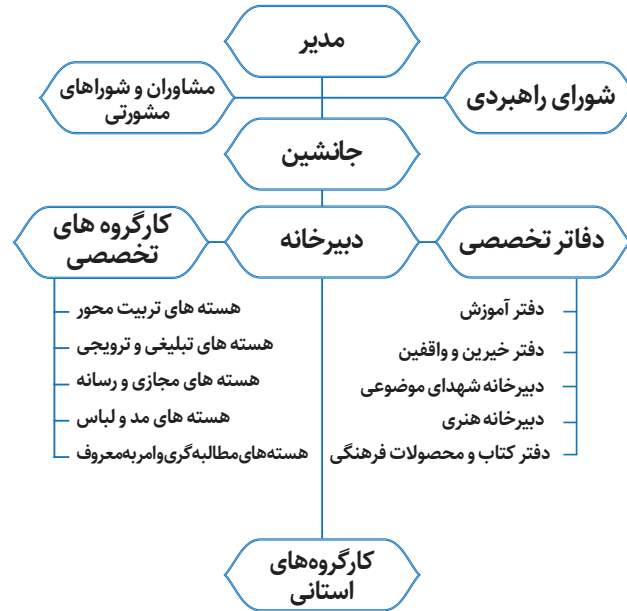 مدیر
شورای راهبردی
مشاوران و شوراهای
مشورتی
جانشین
دفاتر تخصصی
دبیرخانه
کارگروه های
تخصصی
دفتر آموزش
دفتر خیرین و واقفین
دبیرخانه شهدای موضوعی
دبیرخانه هنری
دفتر کتاب و محصولات فرهنگی
هسته های تربیت محور
هسته های تبلیغی و ترویجی
هسته های مجازی و رسانه
هسته های مد و لباس
هسته‌های‌مطالبه‌گری‌وامربه‌معروف
کارگروه‌های
استانی